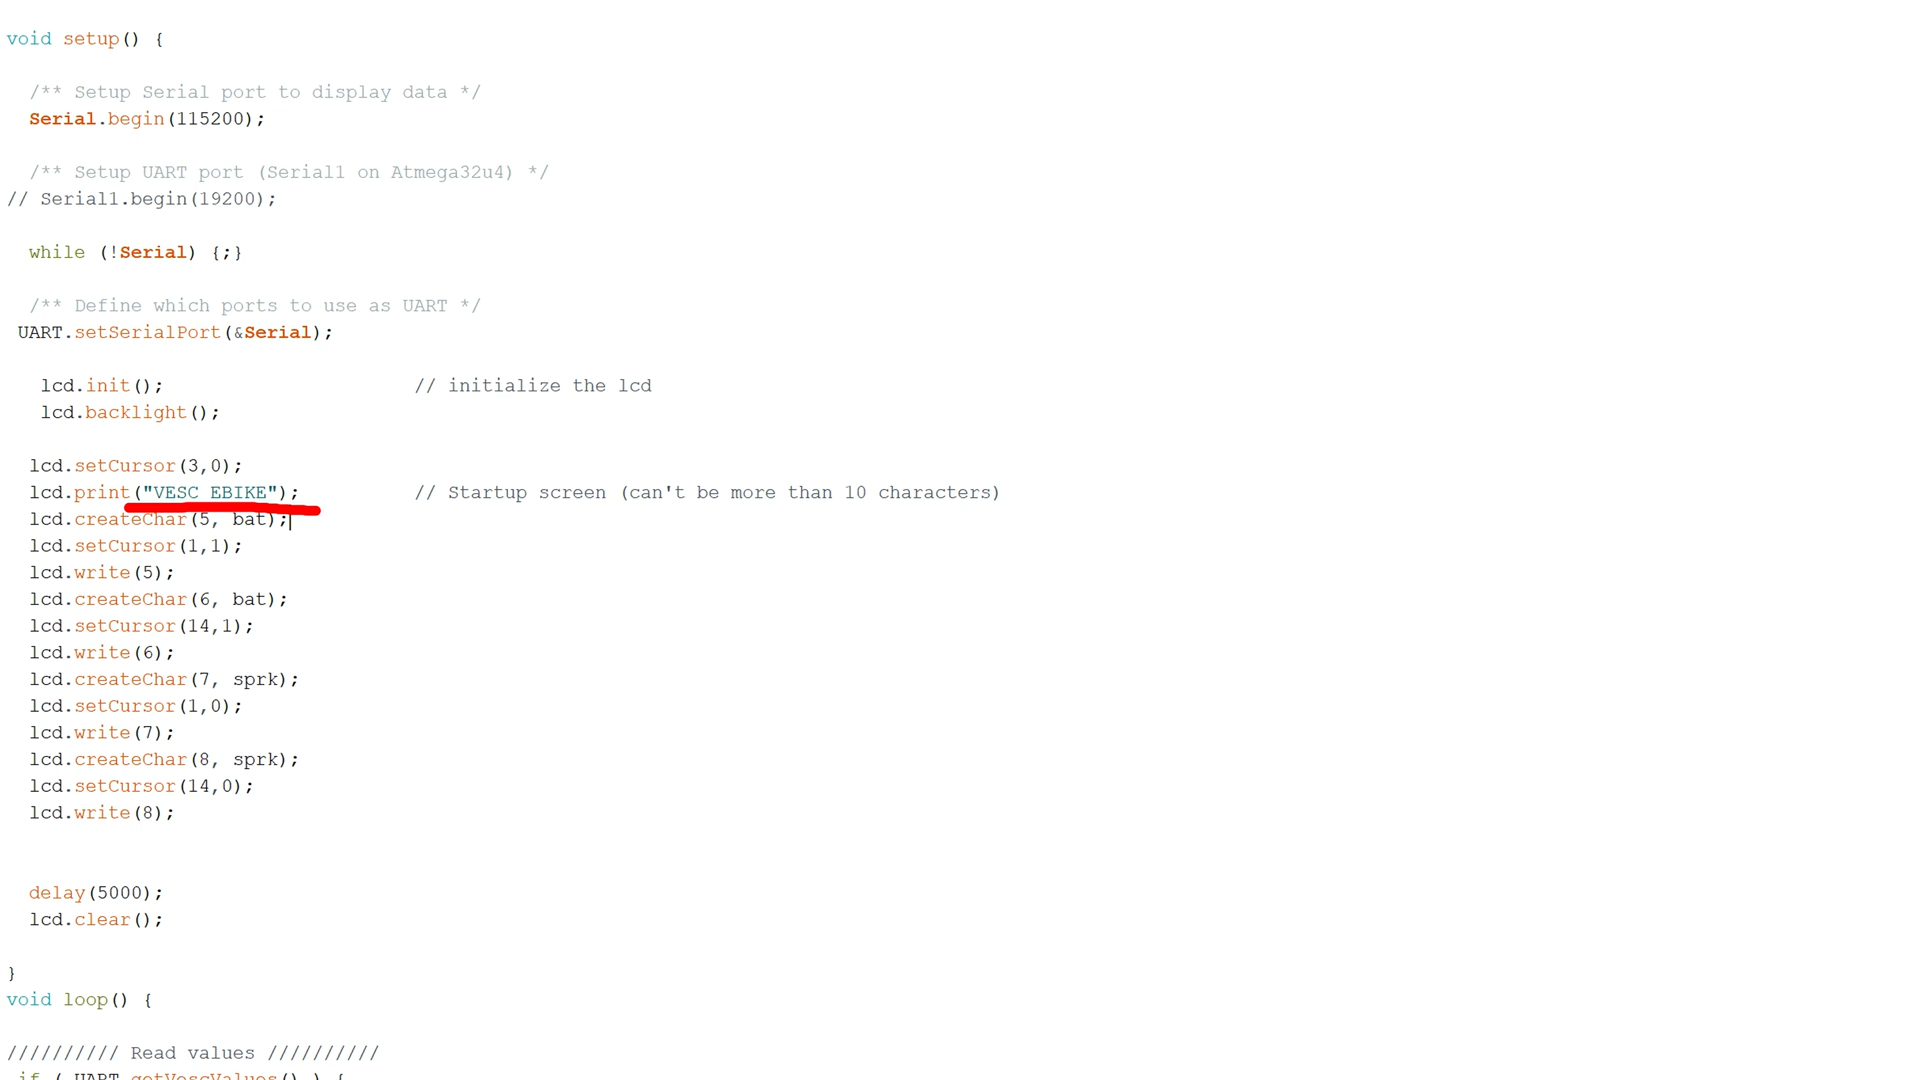 void setup() {
/** Setup Serial port to display data */
Serial.begin(115200);
/** Setup UART port (Serial1 on Atmega32u4) */
// Serial1.begin(19200);
while (!Serial) {;}
/** Define which ports to use as UART */
UART.setSerialPort(&Serial);
lcd.init(); // initialize the lcd
lcd.backlight();
lcd.setCursor(3,0);
lcd.print("VESC EBIKE"); // Startup screen (can't be more than 10 characters)
lcd.createChar(5, bat);
lcd.setCursor(1,1);
lcd.write(5);
lcd.createChar(6, bat);
lcd.setCursor(14,1);
lcd.write(6);
lcd.createChar(7, sprk);
lcd.setCursor(1,0);
lcd.write(7);
lcd.createChar(8, sprk);
lcd.setCursor(14,0);
lcd.write(8);
delay(5000);
lcd.clear();
}
void loop() {
////////// Read values //////////
if ( UART.getVescValues() ) {